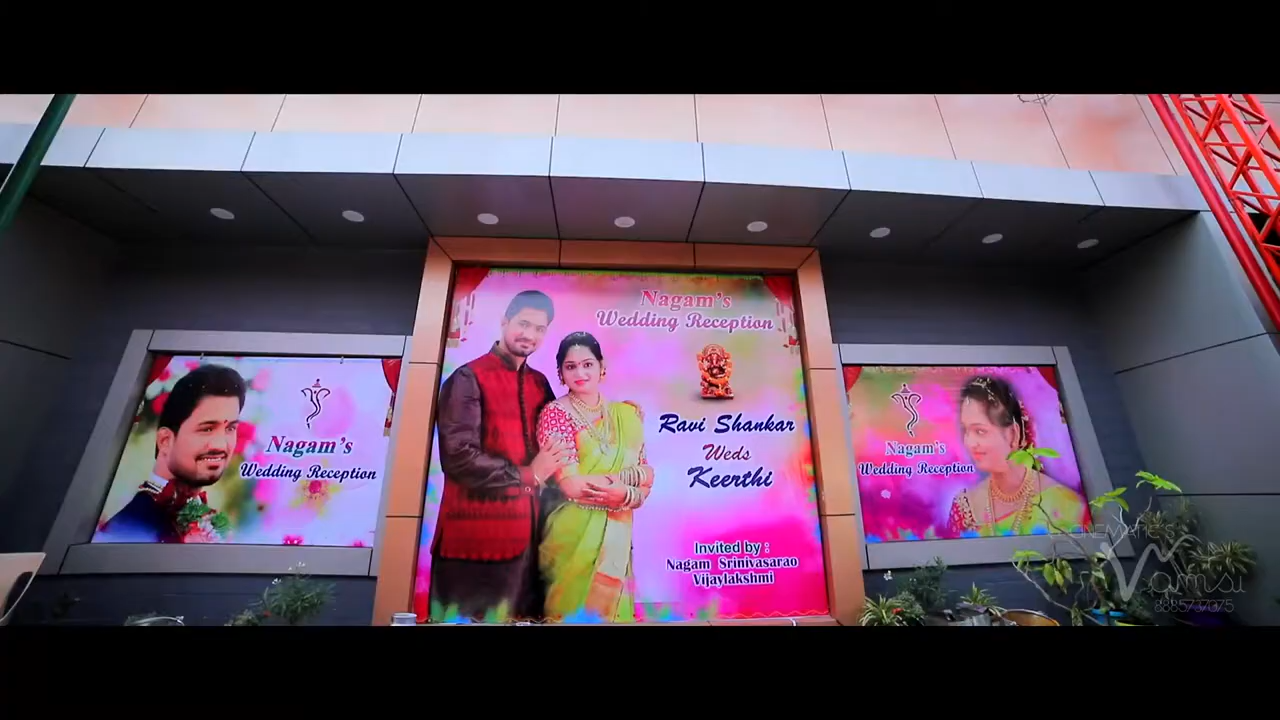 Nagam's
Wedding Reception
Ravi Shankar
Weds
Keerthi
Invited by :
Nagam Srinivasarao
Vijaylakshmi
Nagam's
Wedding Reception
Nagam's
Wedding Reception
CINEMATIC'S
Vamsi